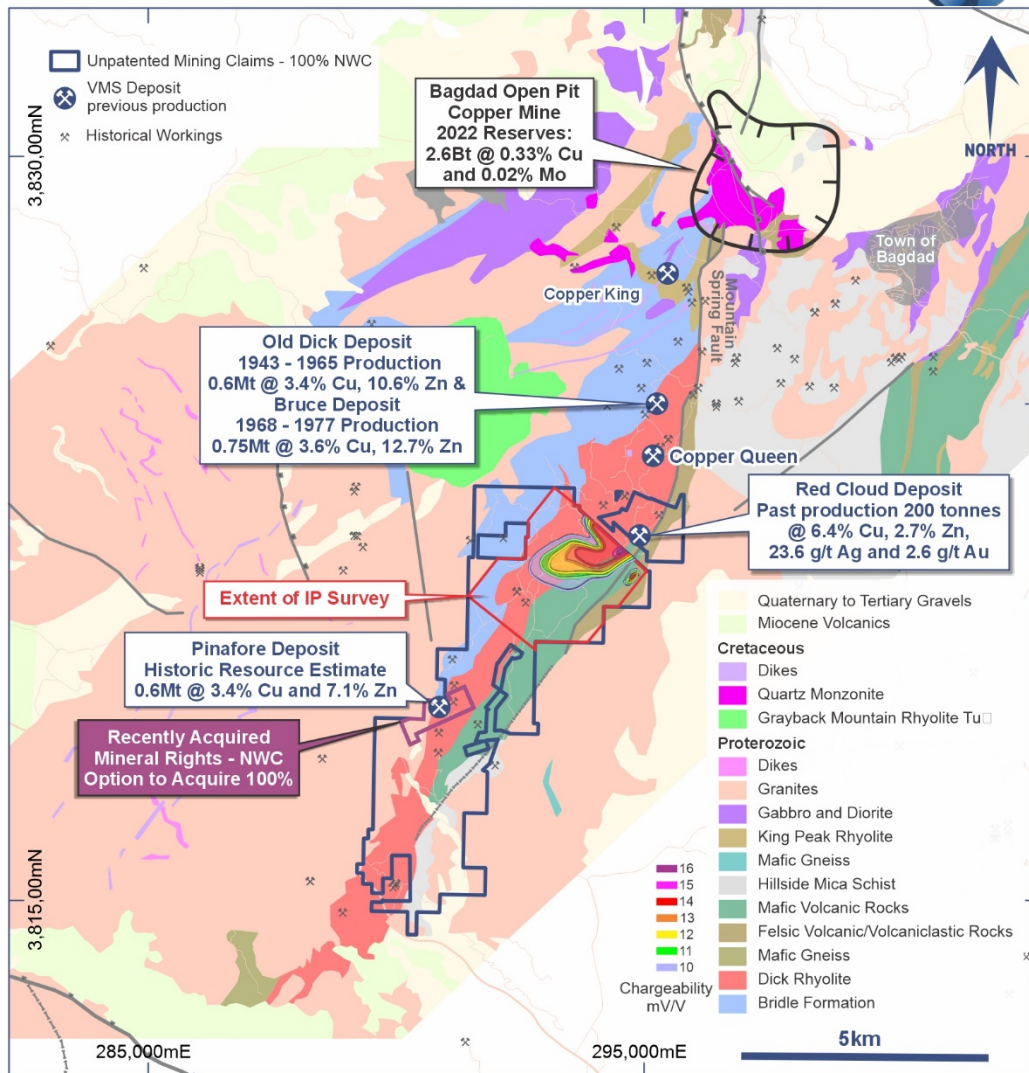 Unpatented Mining Claims - 100% NWC
VMS Deposit
previous production
Historical Workings
Bagdad Open Pit
Copper Mine
2022 Reserves:
2.6Bt @ 0.33% Cu
and 0.02% Mo
NORTH
3,830,000mN
Town of
Bagdad
Copper King
Mountain
Spring Fault
Old Dick Deposit
1943 - 1965 Production
0.6Mt @ 3.4% Cu, 10.6% Zn &
Bruce Deposit
1968 - 1977 Production
0.75Mt @ 3.6% Cu, 12.7% Zn
Copper Queen
Red Cloud Deposit
Past production 200 tonnes
@ 6.4% Cu, 2.7% Zn,
23.6 g/t Ag and 2.6 g/t Au
Extent of IP Survey
Pinafore Deposit
Historic Resource Estimate
0.6Mt @ 3.4% Cu and 7.1% Zn
Recently Acquired
Mineral Rights - NWC
Option to Acquire 100%
Quaternary to Tertiary Gravels
Miocene Volcanics
Cretaceous
Dikes
Quartz Monzonite
Grayback Mountain Rhyolite Tu□
Proterozoic
Dikes
Granites
Gabbro and Diorite
King Peak Rhyolite
Mafic Gneiss
Hillside Mica Schist
Mafic Volcanic Rocks
Felsic Volcanic/Volcaniclastic Rocks
Mafic Gneiss
Dick Rhyolite
Bridle Formation
16
15
14
13
12
11
10
Chargeability
mV/V
3,815,000mN
285,000mE
295,000mE
5km